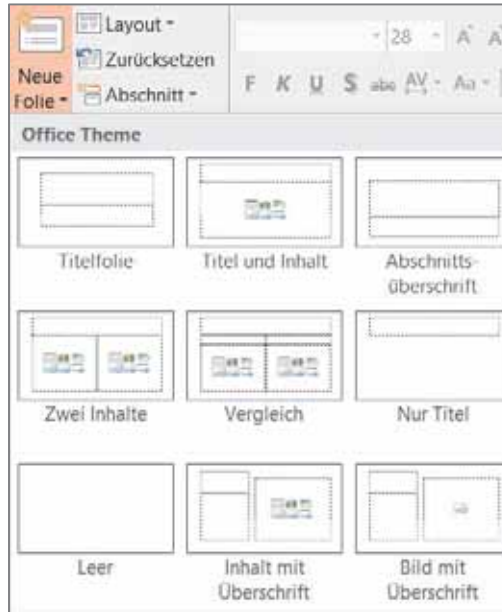 Layout
Zurücksetzen
Neue
Folie
Abschnitt
28
A A
F K U S abc AV Aa
Office Theme
Titelfolie
Titel und Inhalt
Abschnitts-
überschrift
Zwei Inhalte
Vergleich
Nur Titel
Leer
Inhalt mit
Überschrift
Bild mit
Überschrift